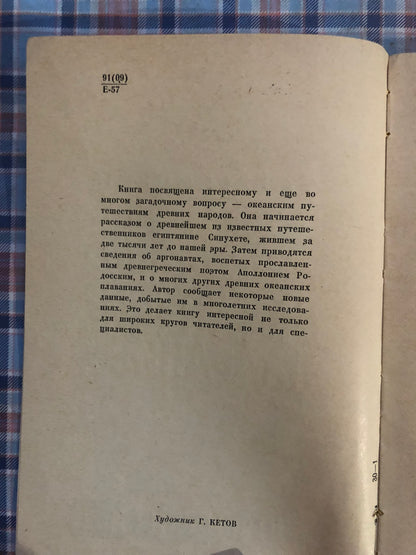 91(09)
Е-57
Книга посвящена интересному и еще во
многом загадочному вопросу — океанским пу-
тешествиям древних народов. Она начинается
рассказом о древнейшем из известных путеше-
ственников египтянине Синухете, жившем за
две тысячи лет до нашей эры. Затем приводятся
сведения об аргонавтах, воспетых прославлен-
ным древнегреческим поэтом Аполлонием Ро-
досским, и о многих других древних океанских
плаваниях. Автор сообщает некоторые новые
данные, добытые им в многолетних исследова-
ниях. Это делает книгу интересной не только
для широких кругов читателей, но и для спе-
циалистов.
30—1
Художник Г. КЕТОВ